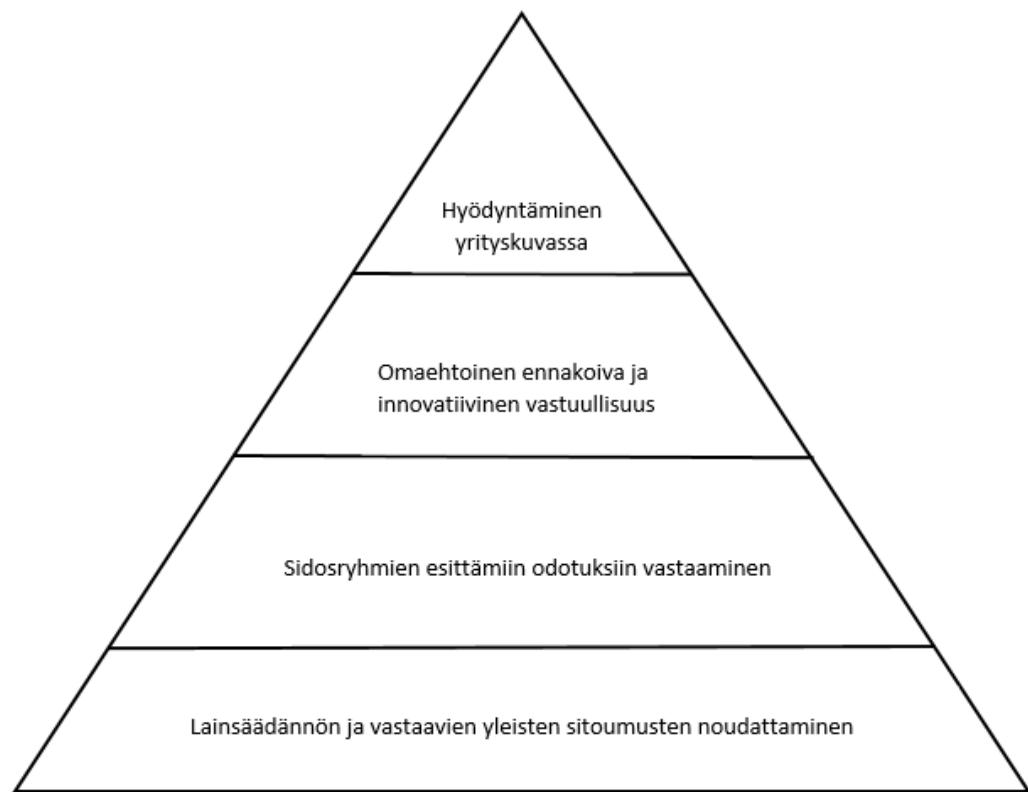 Hyödyntäminen
yrityskuvassa
Omaehtoinen ennakoiva ja
innovatiivinen vastuullisuus
Sidosryhmien esittämiin odotuksiin vastaaminen
Lainsäädännön ja vastaavien yleisten sitoumusten noudattaminen